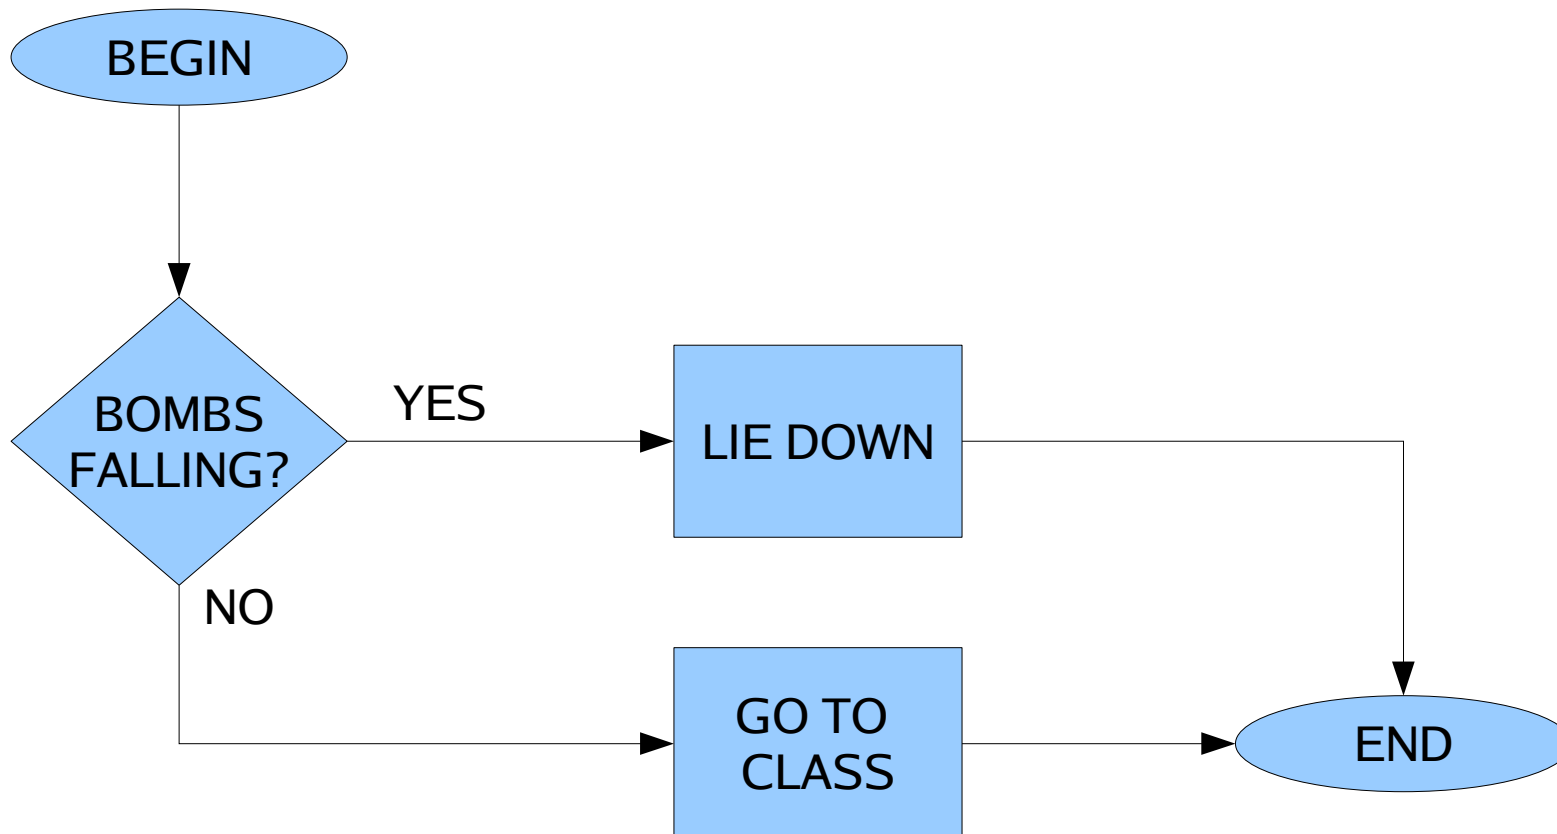 BEGIN
BOMBS
FALLING?
YES
LIE DOWN
NO
GO TO
CLASS
END